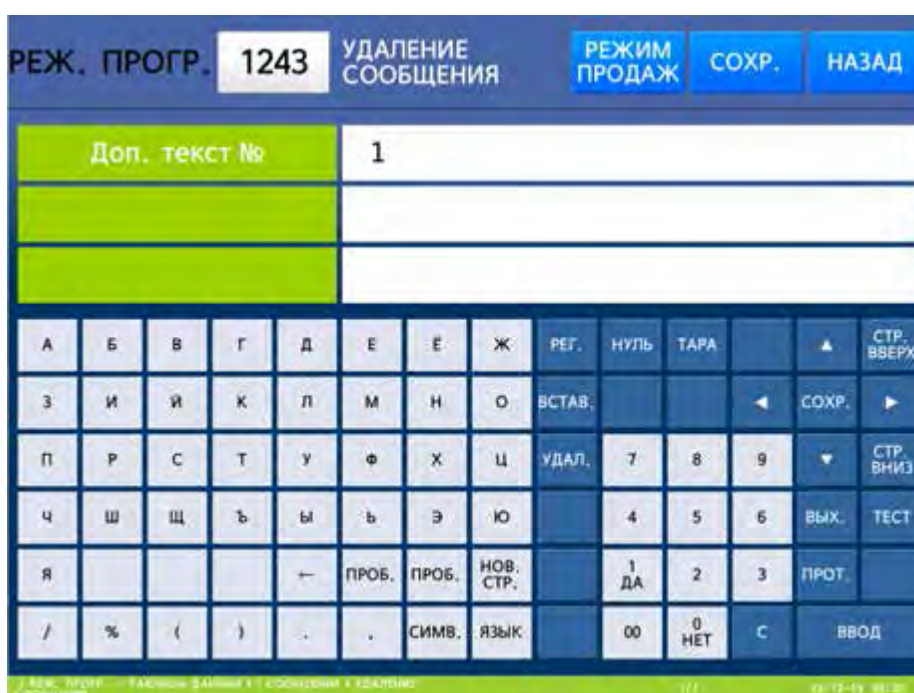 РЕЖ. ПРОГР. 1243 УДАЛЕНИЕ СООБЩЕНИЯ РЕЖИМ ПРОДАЖ СОХР. НАЗАД
Доп. текст № 1
А Б В Г Д Е Ё Ж РЕГ. НУЛЬ ТАРА СТР. ВВЕРХ
З И Й К Л М Н О ВСТАВ. СОХР.
П Р С Т У Ф Х Ц УДАЛ. 7 8 9 СТР. ВНИЗ
Ч Ш Щ Ъ Ы Ь Э Ю 4 5 6 ВЫХ. ТЕСТ
Я ← ПРОБ. ПРОБ. НОВ. СТР. 1 ДА 2 3 ПРОТ.
/ % ( ) . . СИМВ. ЯЗЫК 00 0 НЕТ С ВВОД